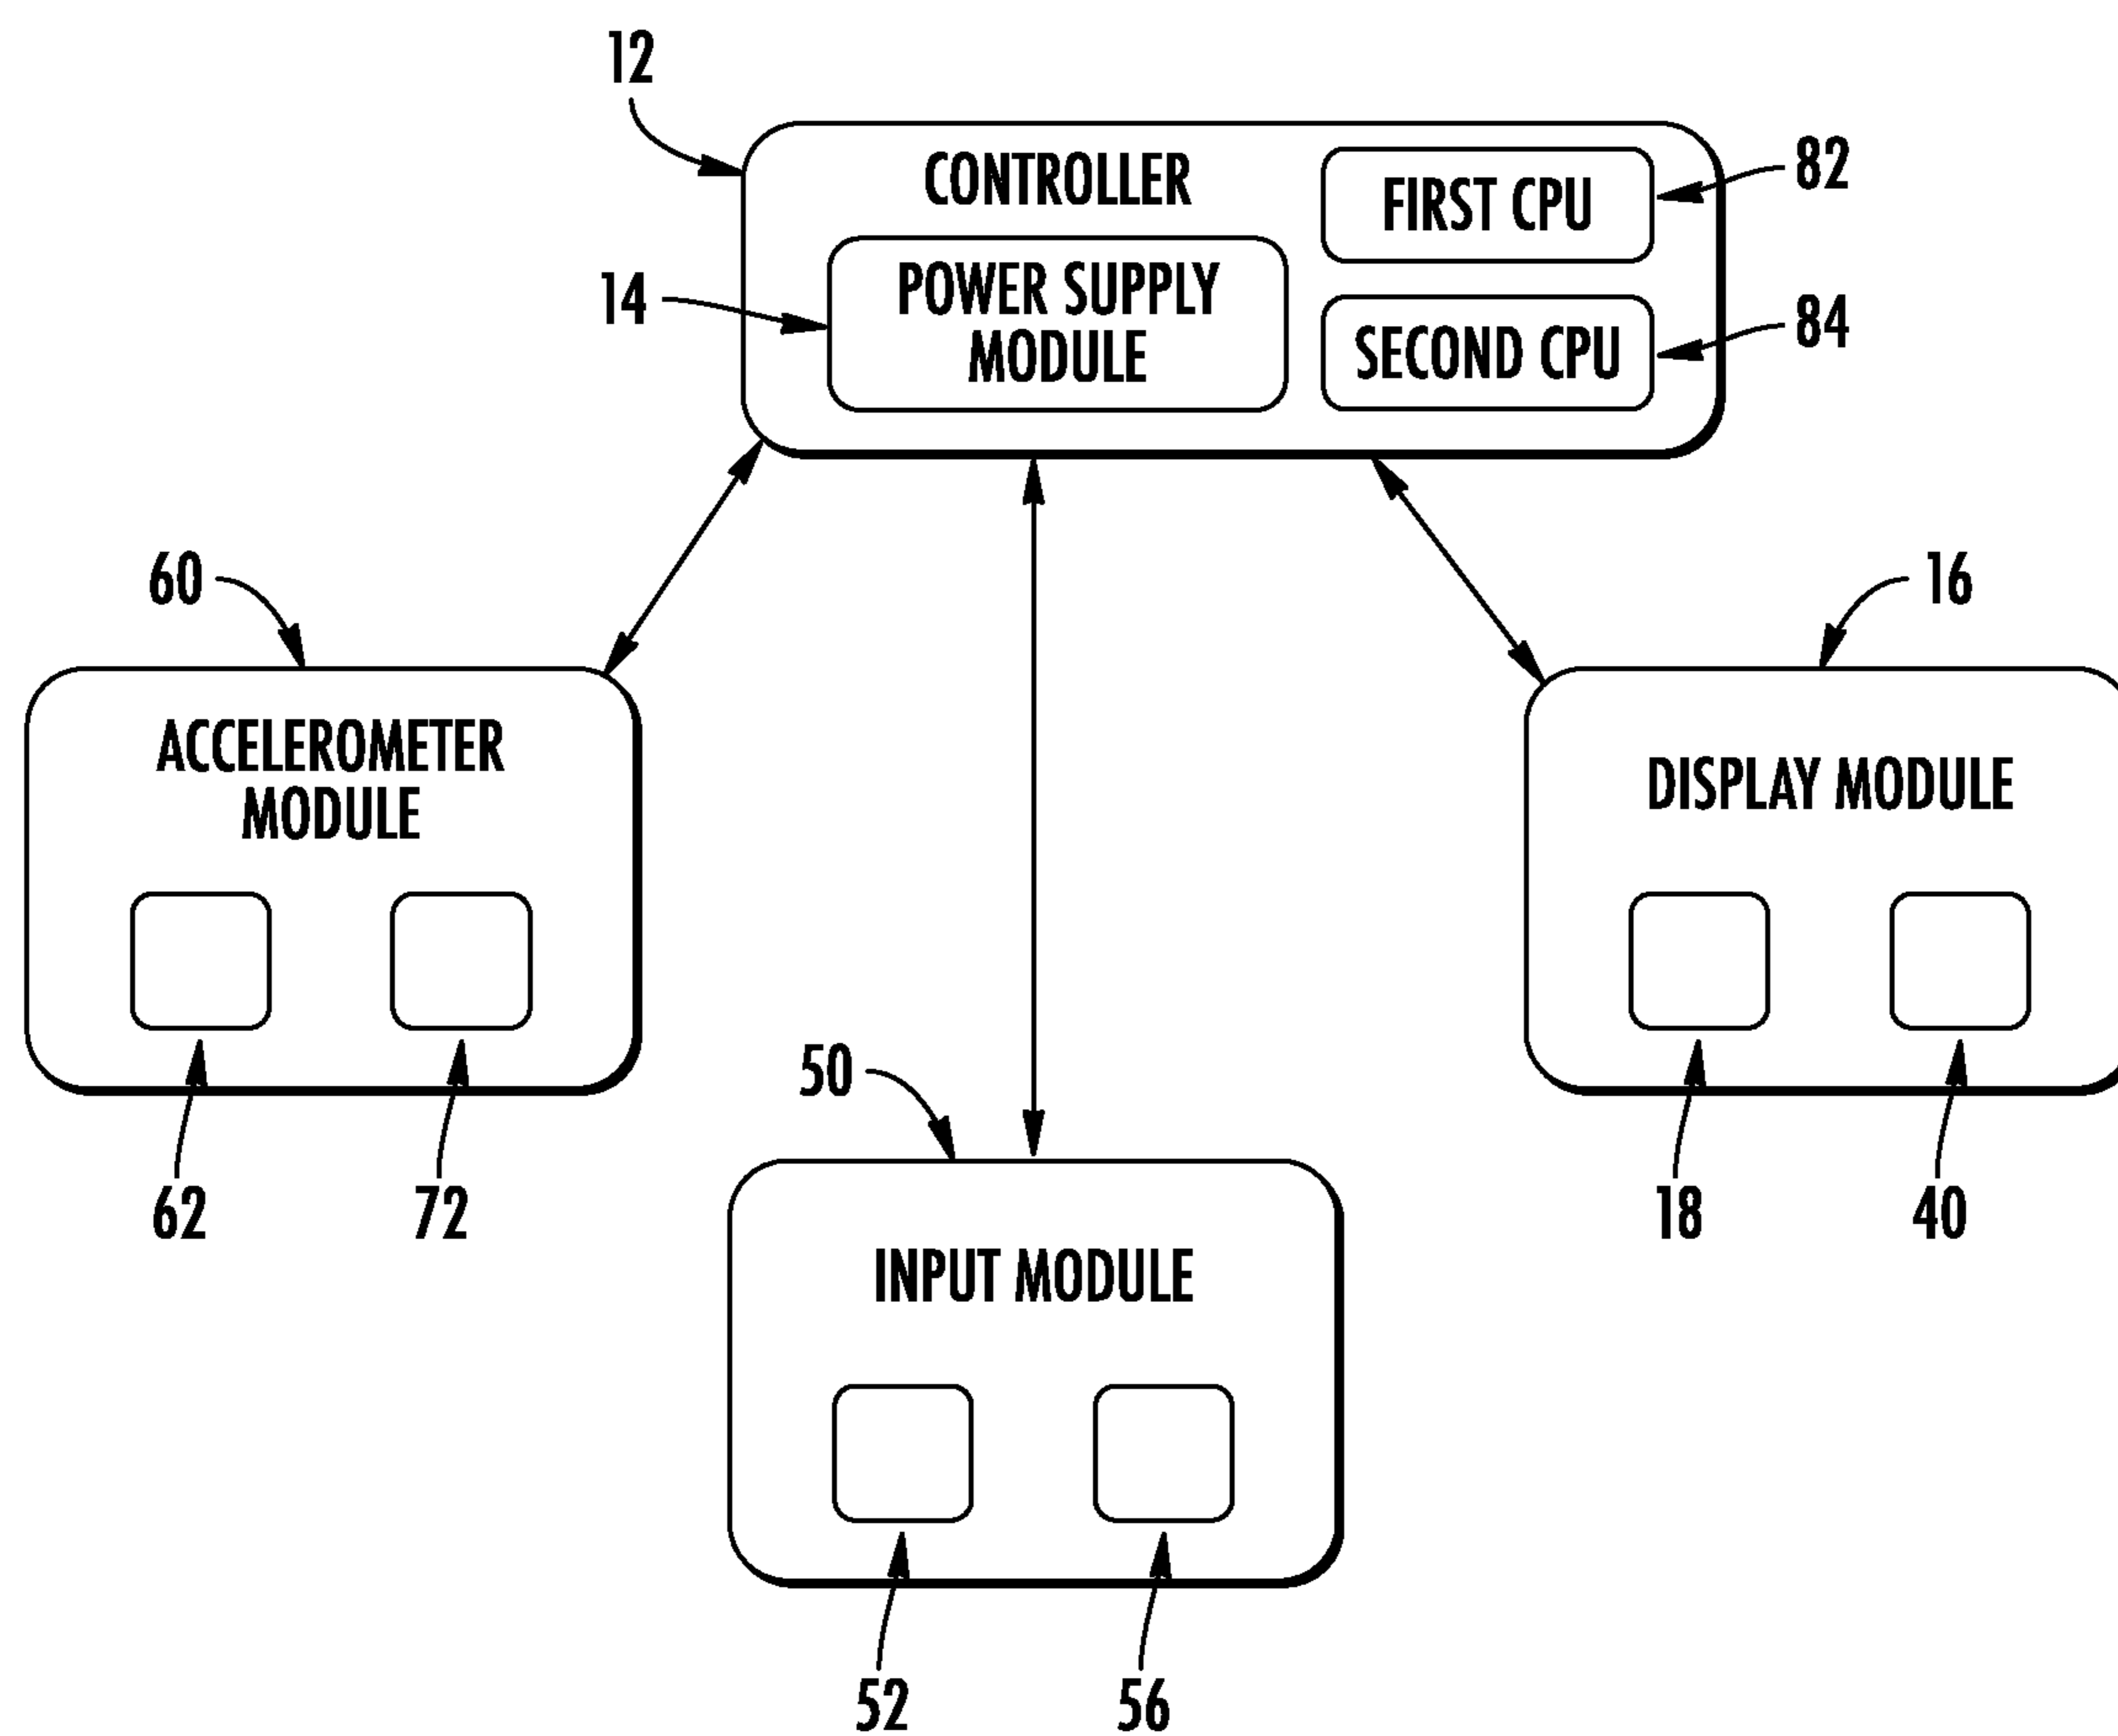 12
CONTROLLER
FIRST CPU
82
14
POWER SUPPLY
MODULE
SECOND CPU
84
60
16
ACCELEROMETER
MODULE
DISPLAY MODULE
62
72
50
18
40
INPUT MODULE
52
56